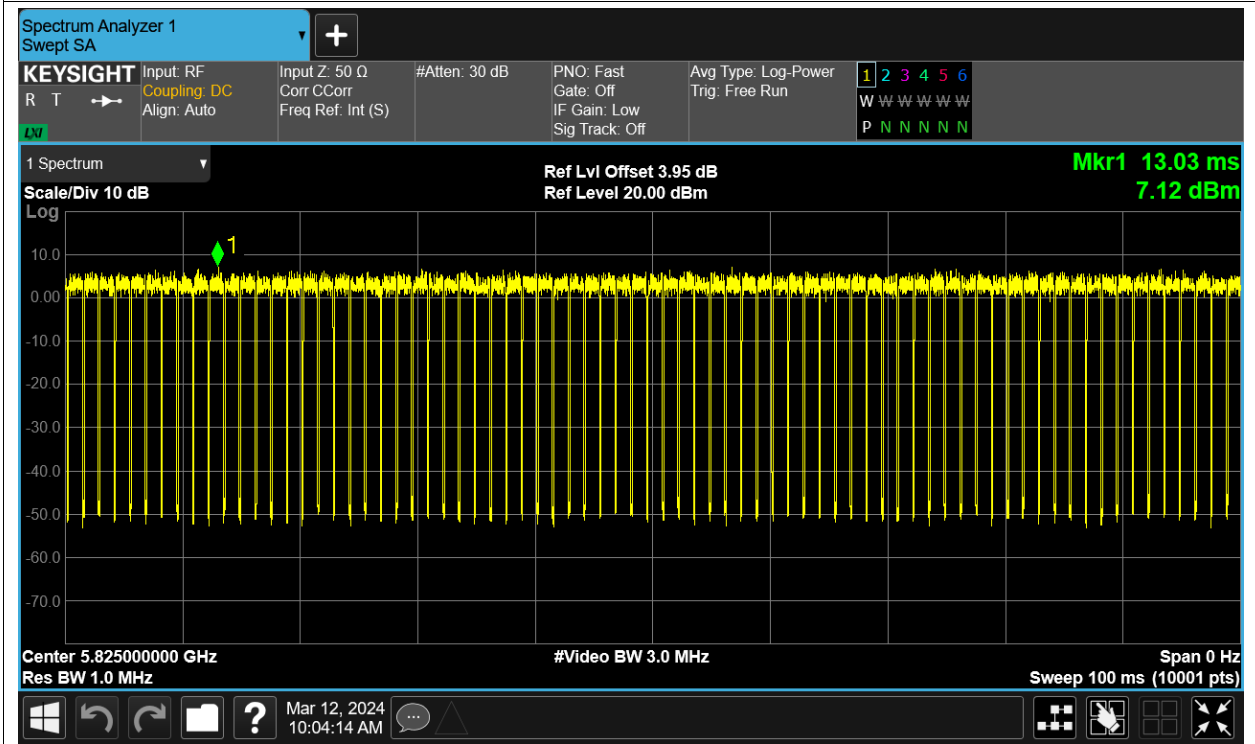 Spectrum Analyzer 1
Swept SA
+
KEYSIGHT
R T
LXI
Input: RF
Coupling: DC
Align: Auto
Input Z: 50 Ω
Corr CCorr
Freq Ref: Int (S)
#Atten: 30 dB
PNO: Fast
Gate: Off
IF Gain: Low
Sig Track: Off
Avg Type: Log-Power
Trig: Free Run
1 2 3 4 5 6
W W W W W W
P N N N N N
1 Spectrum
Scale/Div 10 dB
Log
Ref Lvl Offset 3.95 dB
Ref Level 20.00 dBm
Mkr1 13.03 ms
7.12 dBm
1
10.0
0.00
-10.0
-20.0
-30.0
-40.0
-50.0
-60.0
-70.0
Center 5.825000000 GHz
Res BW 1.0 MHz
#Video BW 3.0 MHz
Span 0 Hz
Sweep 100 ms (10001 pts)
?
Mar 12, 2024
10:04:14 AM